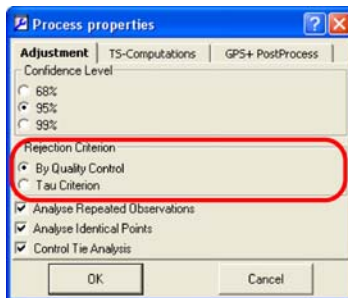 Process properties
Adjustment TS-Computations GPS+ PostProcess
Confidence Level
68%
95%
99%
Rejection Criterion
By Quality Control
Tau Criterion
Analyse Repeated Observations
Analyse Identical Points
Control Tie Analysis
OK Cancel